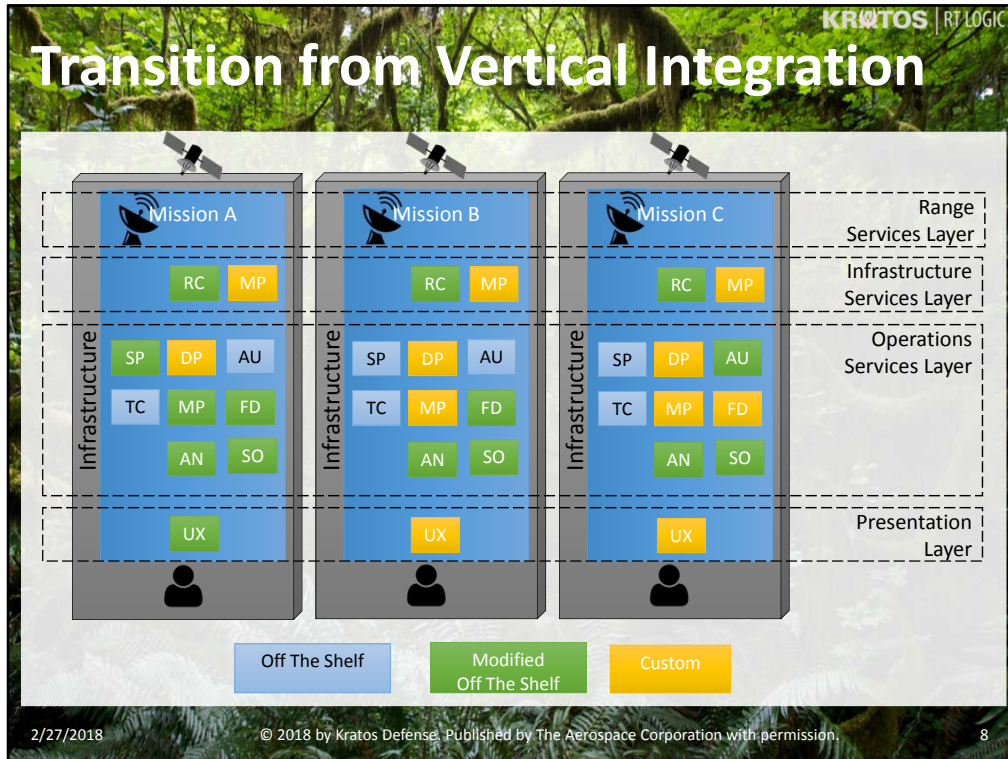 KRATOS | RT LOGIC
Transition from Vertical Integration
Mission A
Mission B
Mission C
Range
Services Layer
RC MP
RC MP
RC MP
Infrastructure
Services Layer
Infrastructure
Infrastructure
Infrastructure
SP DP AU
SP DP AU
SP DP AU
Operations
Services Layer
TC MP FD
TC MP FD
TC MP FD
AN SO
AN SO
AN SO
UX
UX
UX
Presentation
Layer
Off The Shelf
Modified
Off The Shelf
Custom
2/27/2018
© 2018 by Kratos Defense. Published by The Aerospace Corporation with permission.
8